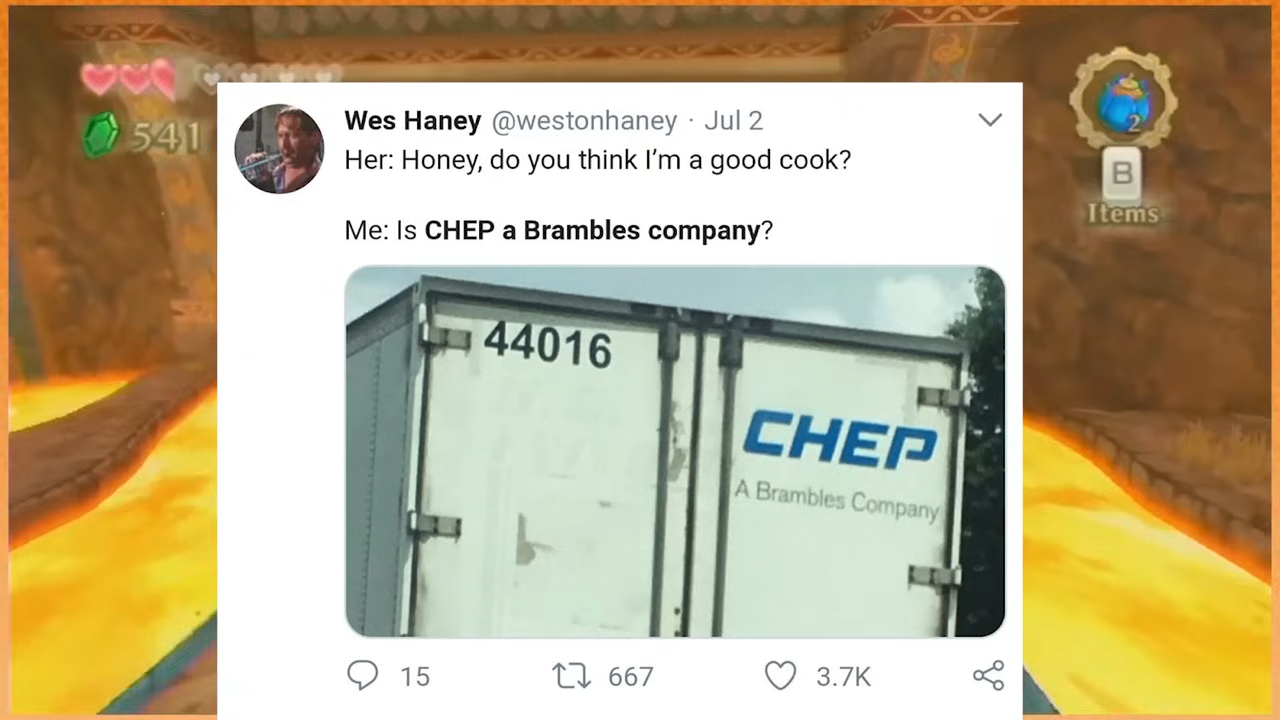 541
2
B
Items
Wes Haney @westonhaney · Jul 2
Her: Honey, do you think I’m a good cook?
Me: Is CHEP a Brambles company?
44016
CHEP
A Brambles Company
15 667 3.7K